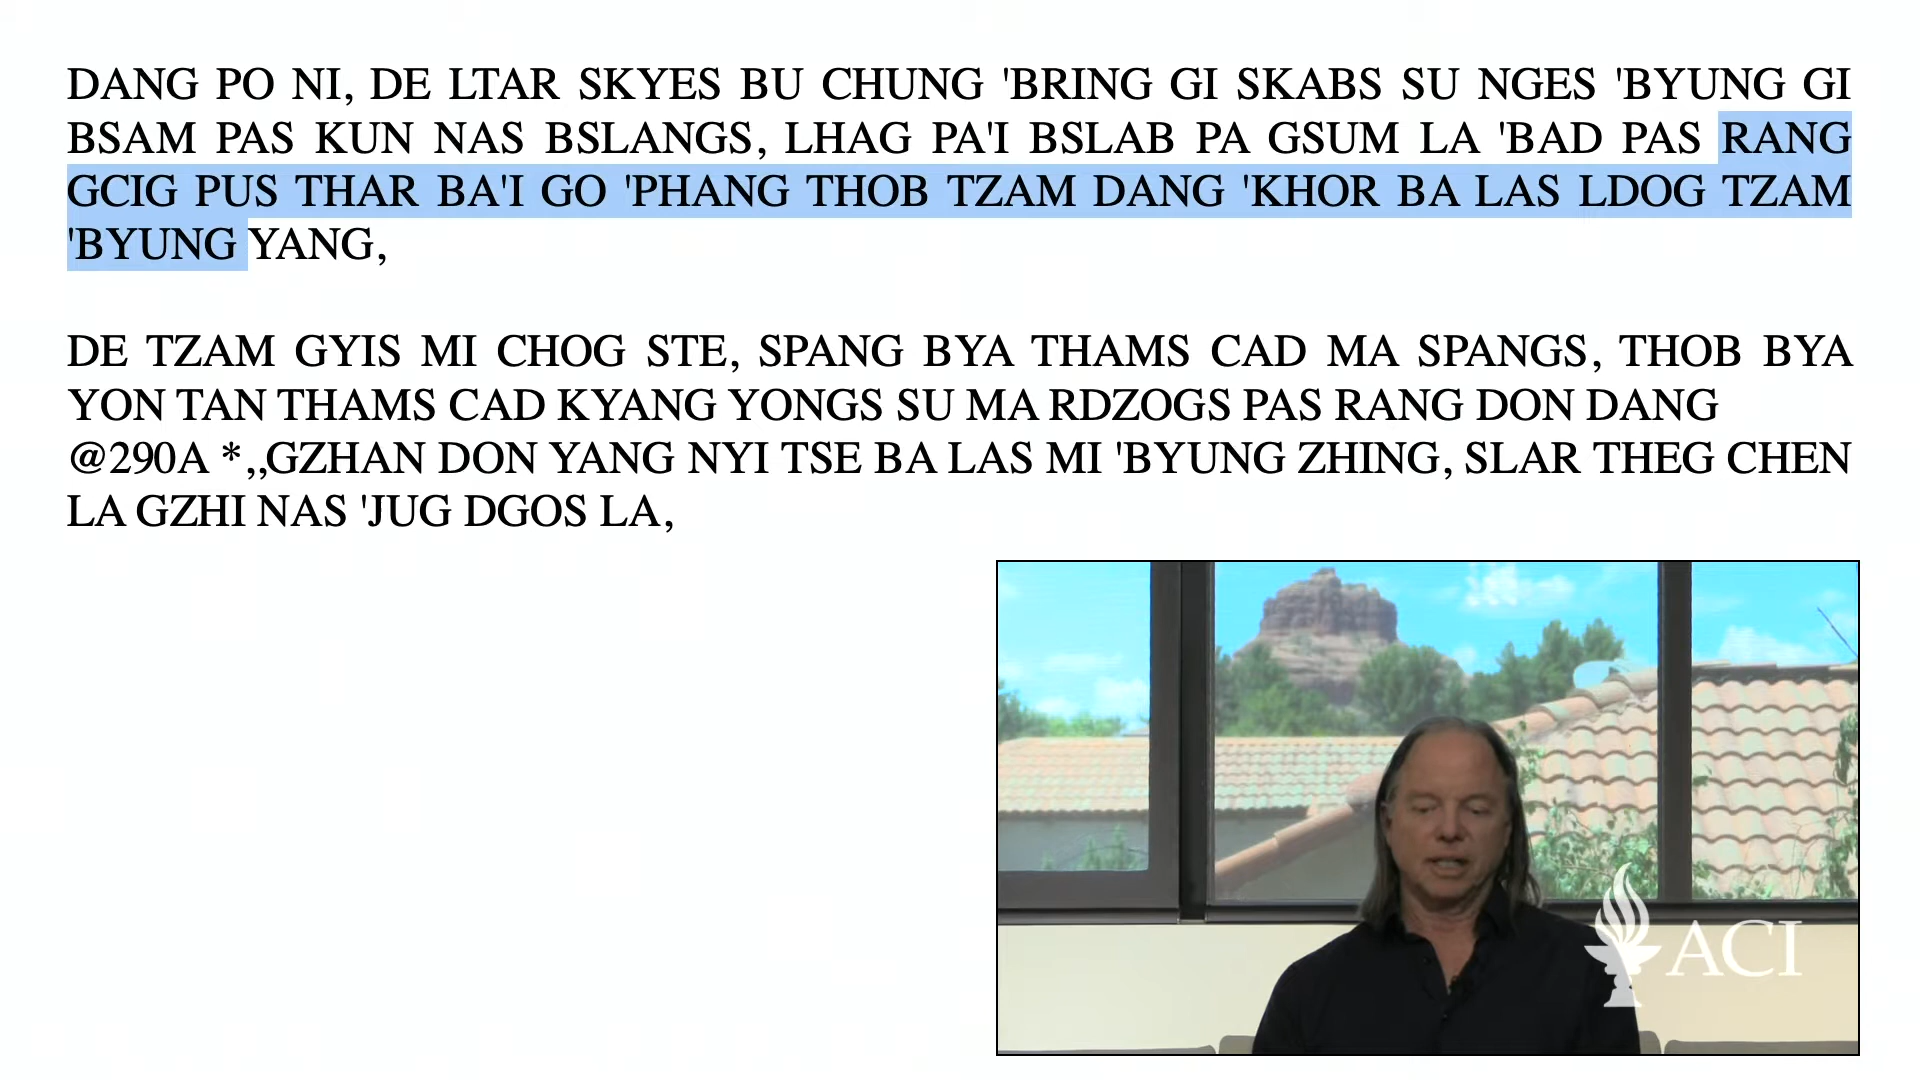 DANG PO NI, DE LTAR SKYES BU CHUNG 'BRING GI SKABS SU NGES 'BYUNG GI
BSAM PAS KUN NAS BSLANGS, LHAG PA'I BSLAB PA GSUM LA 'BAD PAS RANG
GCIG PUS THAR BA'I GO 'PHANG THOB TZAM DANG 'KHOR BA LAS LDOG TZAM
'BYUNG YANG,
DE TZAM GYIS MI CHOG STE, SPANG BYA THAMS CAD MA SPANGS, THOB BYA
YON TAN THAMS CAD KYANG YONGS SU MA RDZOGS PAS RANG DON DANG
@290A *,,GZHAN DON YANG NYI TSE BA LAS MI 'BYUNG ZHING, SLAR THEG CHEN
LA GZHI NAS 'JUG DGOS LA,
ACI